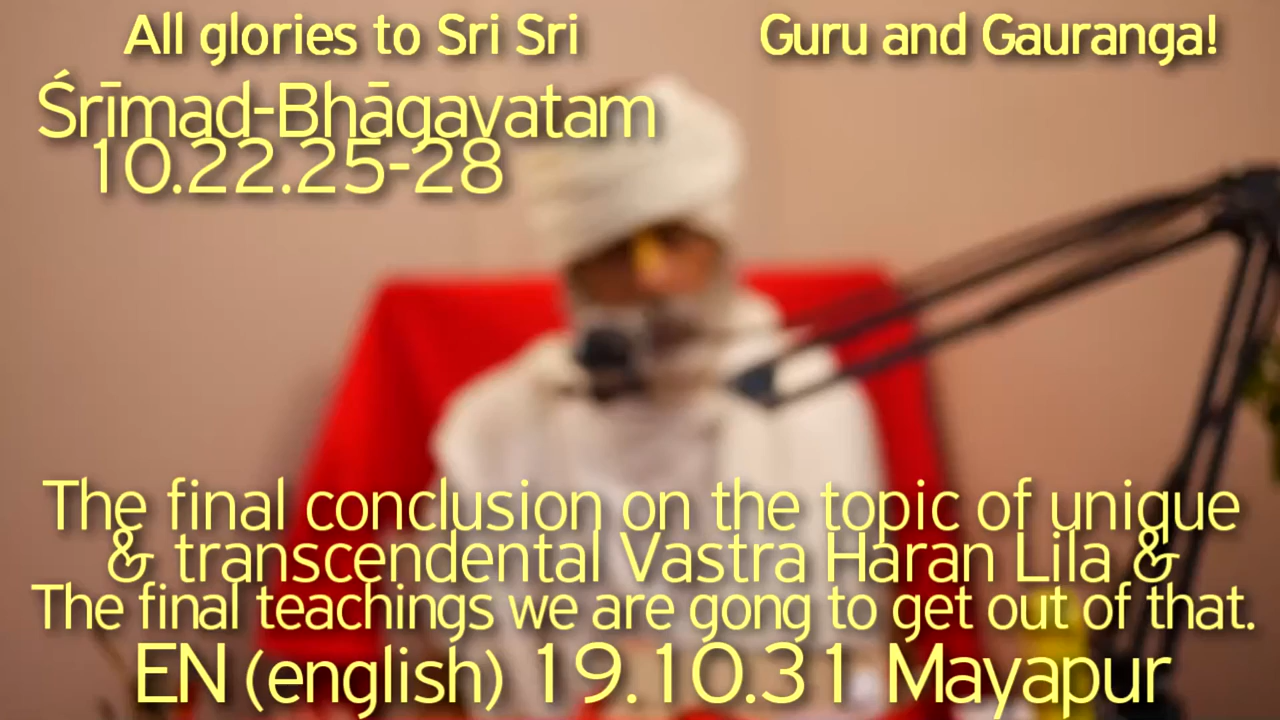 All glories to Sri Sri Guru and Gauranga!
Śrīmad-Bhāgavatam
10.22.25-28
The final conclusion on the topic of unique
& transcendental Vastra Haran Lila &
The final teachings we are gong to get out of that.
EN (english) 19.10.31 Mayapur